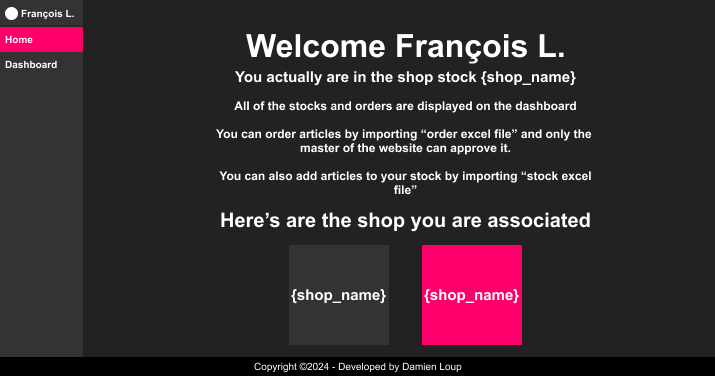 François L.
Home
Dashboard
Welcome François L.
You actually are in the shop stock {shop_name}
All of the stocks and orders are displayed on the dashboard
You can order articles by importing “order excel file” and only the
master of the website can approve it.
You can also add articles to your stock by importing “stock excel
file”
Here’s are the shop you are associated
{shop_name}
{shop_name}
Copyright ©2024 - Developed by Damien Loup